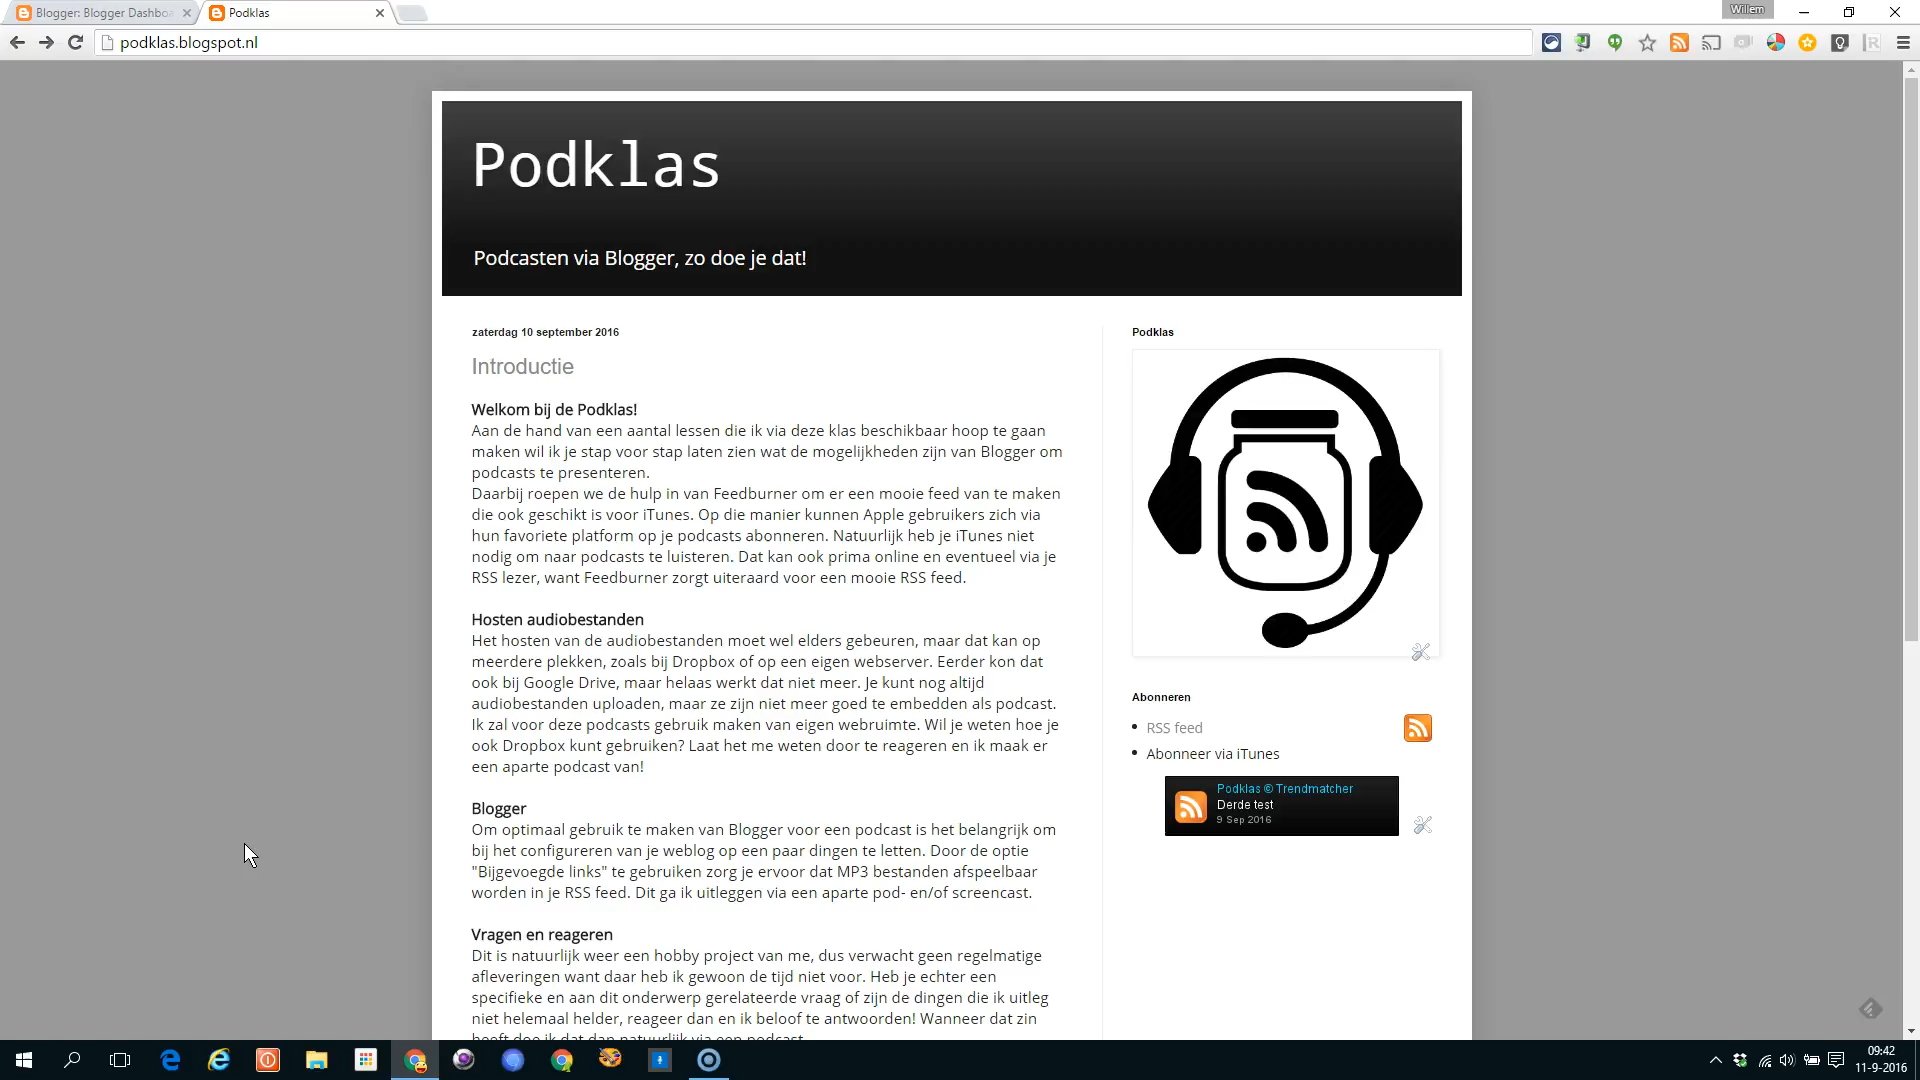 Blogger: Blogger Dashbo
Podklas
Willem
podklas.blogspot.nl
Podklas
Podcasten via Blogger, zo doe je dat!
zaterdag 10 september 2016
Introductie
Welkom bij de Podklas!
Aan de hand van een aantal lessen die ik via deze klas beschikbaar hoop te gaan
maken wil ik je stap voor stap laten zien wat de mogelijkheden zijn van Blogger om
podcasts te presenteren.
Daarbij roepen we de hulp in van Feedburner om er een mooie feed van te maken
die ook geschikt is voor iTunes. Op die manier kunnen Apple gebruikers zich via
hun favoriete platform op je podcasts abonneren. Natuurlijk heb je iTunes niet
nodig om naar podcasts te luisteren. Dat kan ook prima online en eventueel via je
RSS lezer, want Feedburner zorgt uiteraard voor een mooie RSS feed.
Hosten audiobestanden
Het hosten van de audiobestanden moet wel elders gebeuren, maar dat kan op
meerdere plekken, zoals bij Dropbox of op een eigen webserver. Eerder kon dat
ook bij Google Drive, maar helaas werkt dat niet meer. Je kunt nog altijd
audiobestanden uploaden, maar ze zijn niet meer goed te embedden als podcast.
Ik zal voor deze podcasts gebruik maken van eigen webruimte. Wil je weten hoe je
ook Dropbox kunt gebruiken? Laat het me weten door te reageren en ik maak er
een aparte podcast van!
Blogger
Om optimaal gebruik te maken van Blogger voor een podcast is het belangrijk om
bij het configureren van je weblog op een paar dingen te letten. Door de optie
"Bijgevoegde links" te gebruiken zorg je ervoor dat MP3 bestanden afspeelbaar
worden in je RSS feed. Dit ga ik uitleggen via een aparte pod- en/of screencast.
Vragen en reageren
Dit is natuurlijk weer een hobby project van me, dus verwacht geen regelmatige
afleveringen want daar heb ik gewoon de tijd niet voor. Heb je echter een
specifieke en aan dit onderwerp gerelateerde vraag of zijn de dingen die ik uitleg
niet helemaal helder, reageer dan en ik beloof te antwoorden! Wanneer dat zin
heeft doe ik dat dan natuurlijk via een podcast.
Podklas
Abonneren
RSS feed
Abonneer via iTunes
Podklas © Trendmatcher
Derde test
9 Sep 2016
09:42
11-9-2016